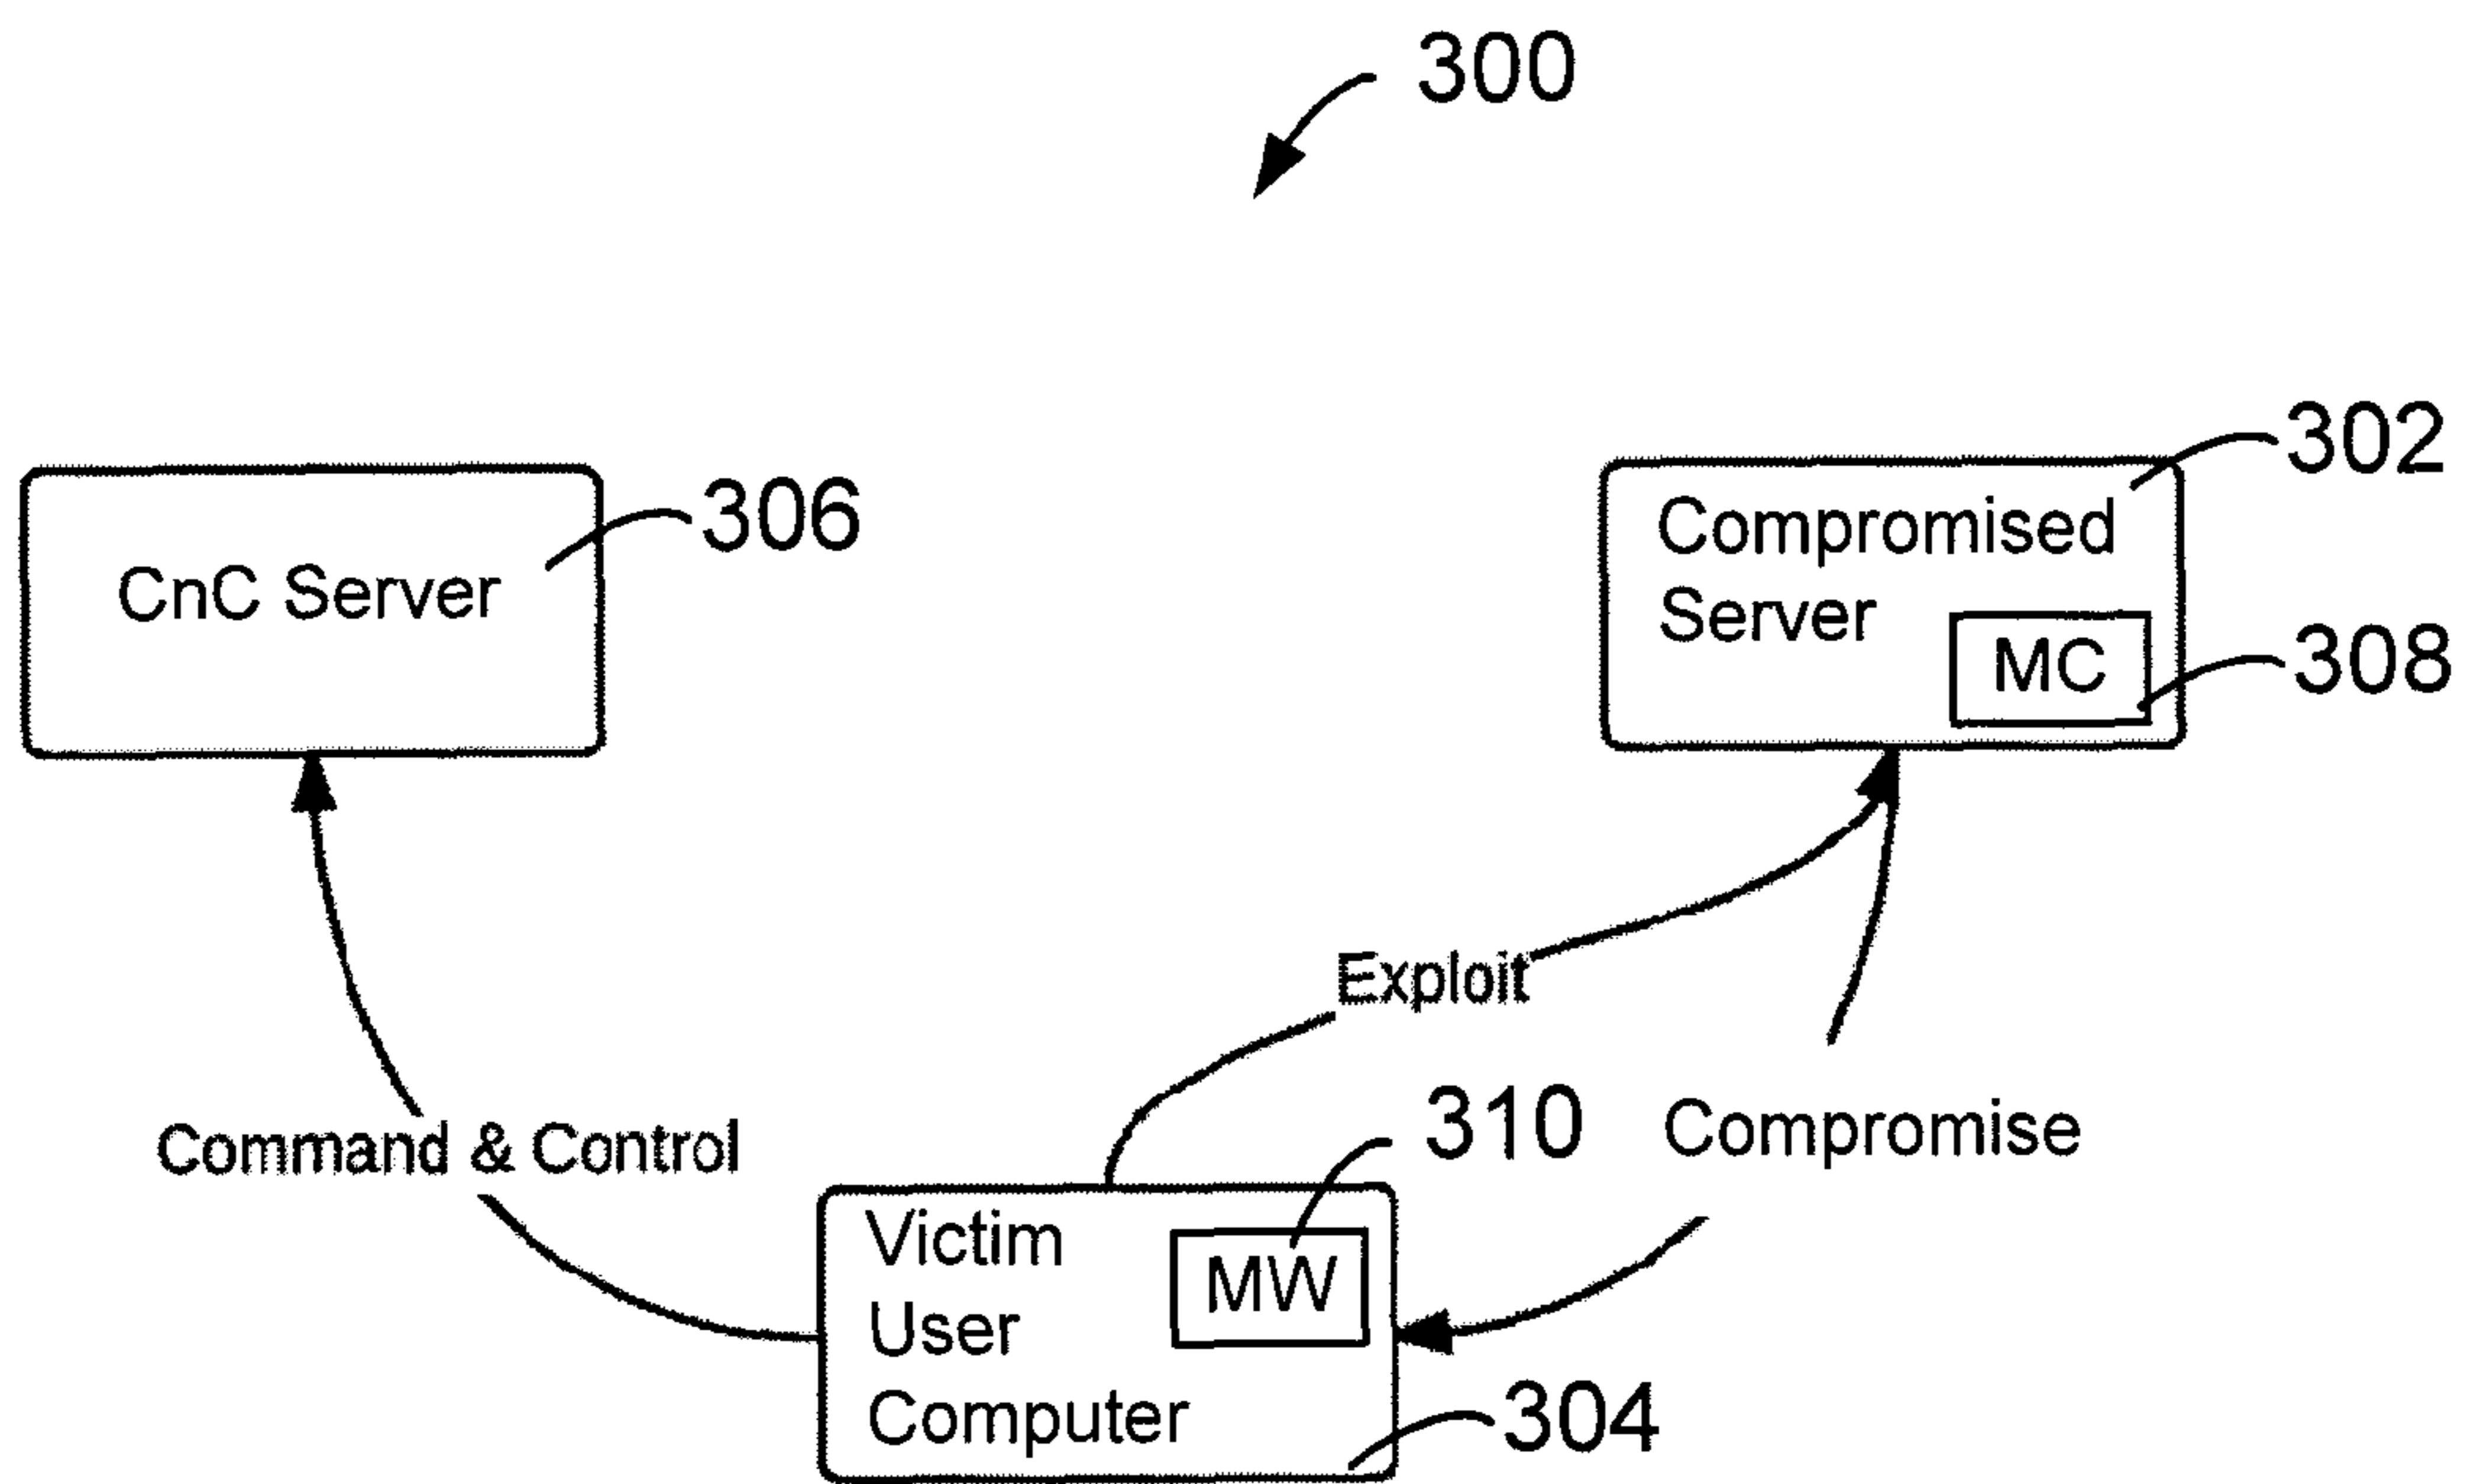 300
302
306
Compromised
CnC Server
Server
MC
308
Exploit
310
Compromise
Command & Control
Victim
MW
User
Computer
304